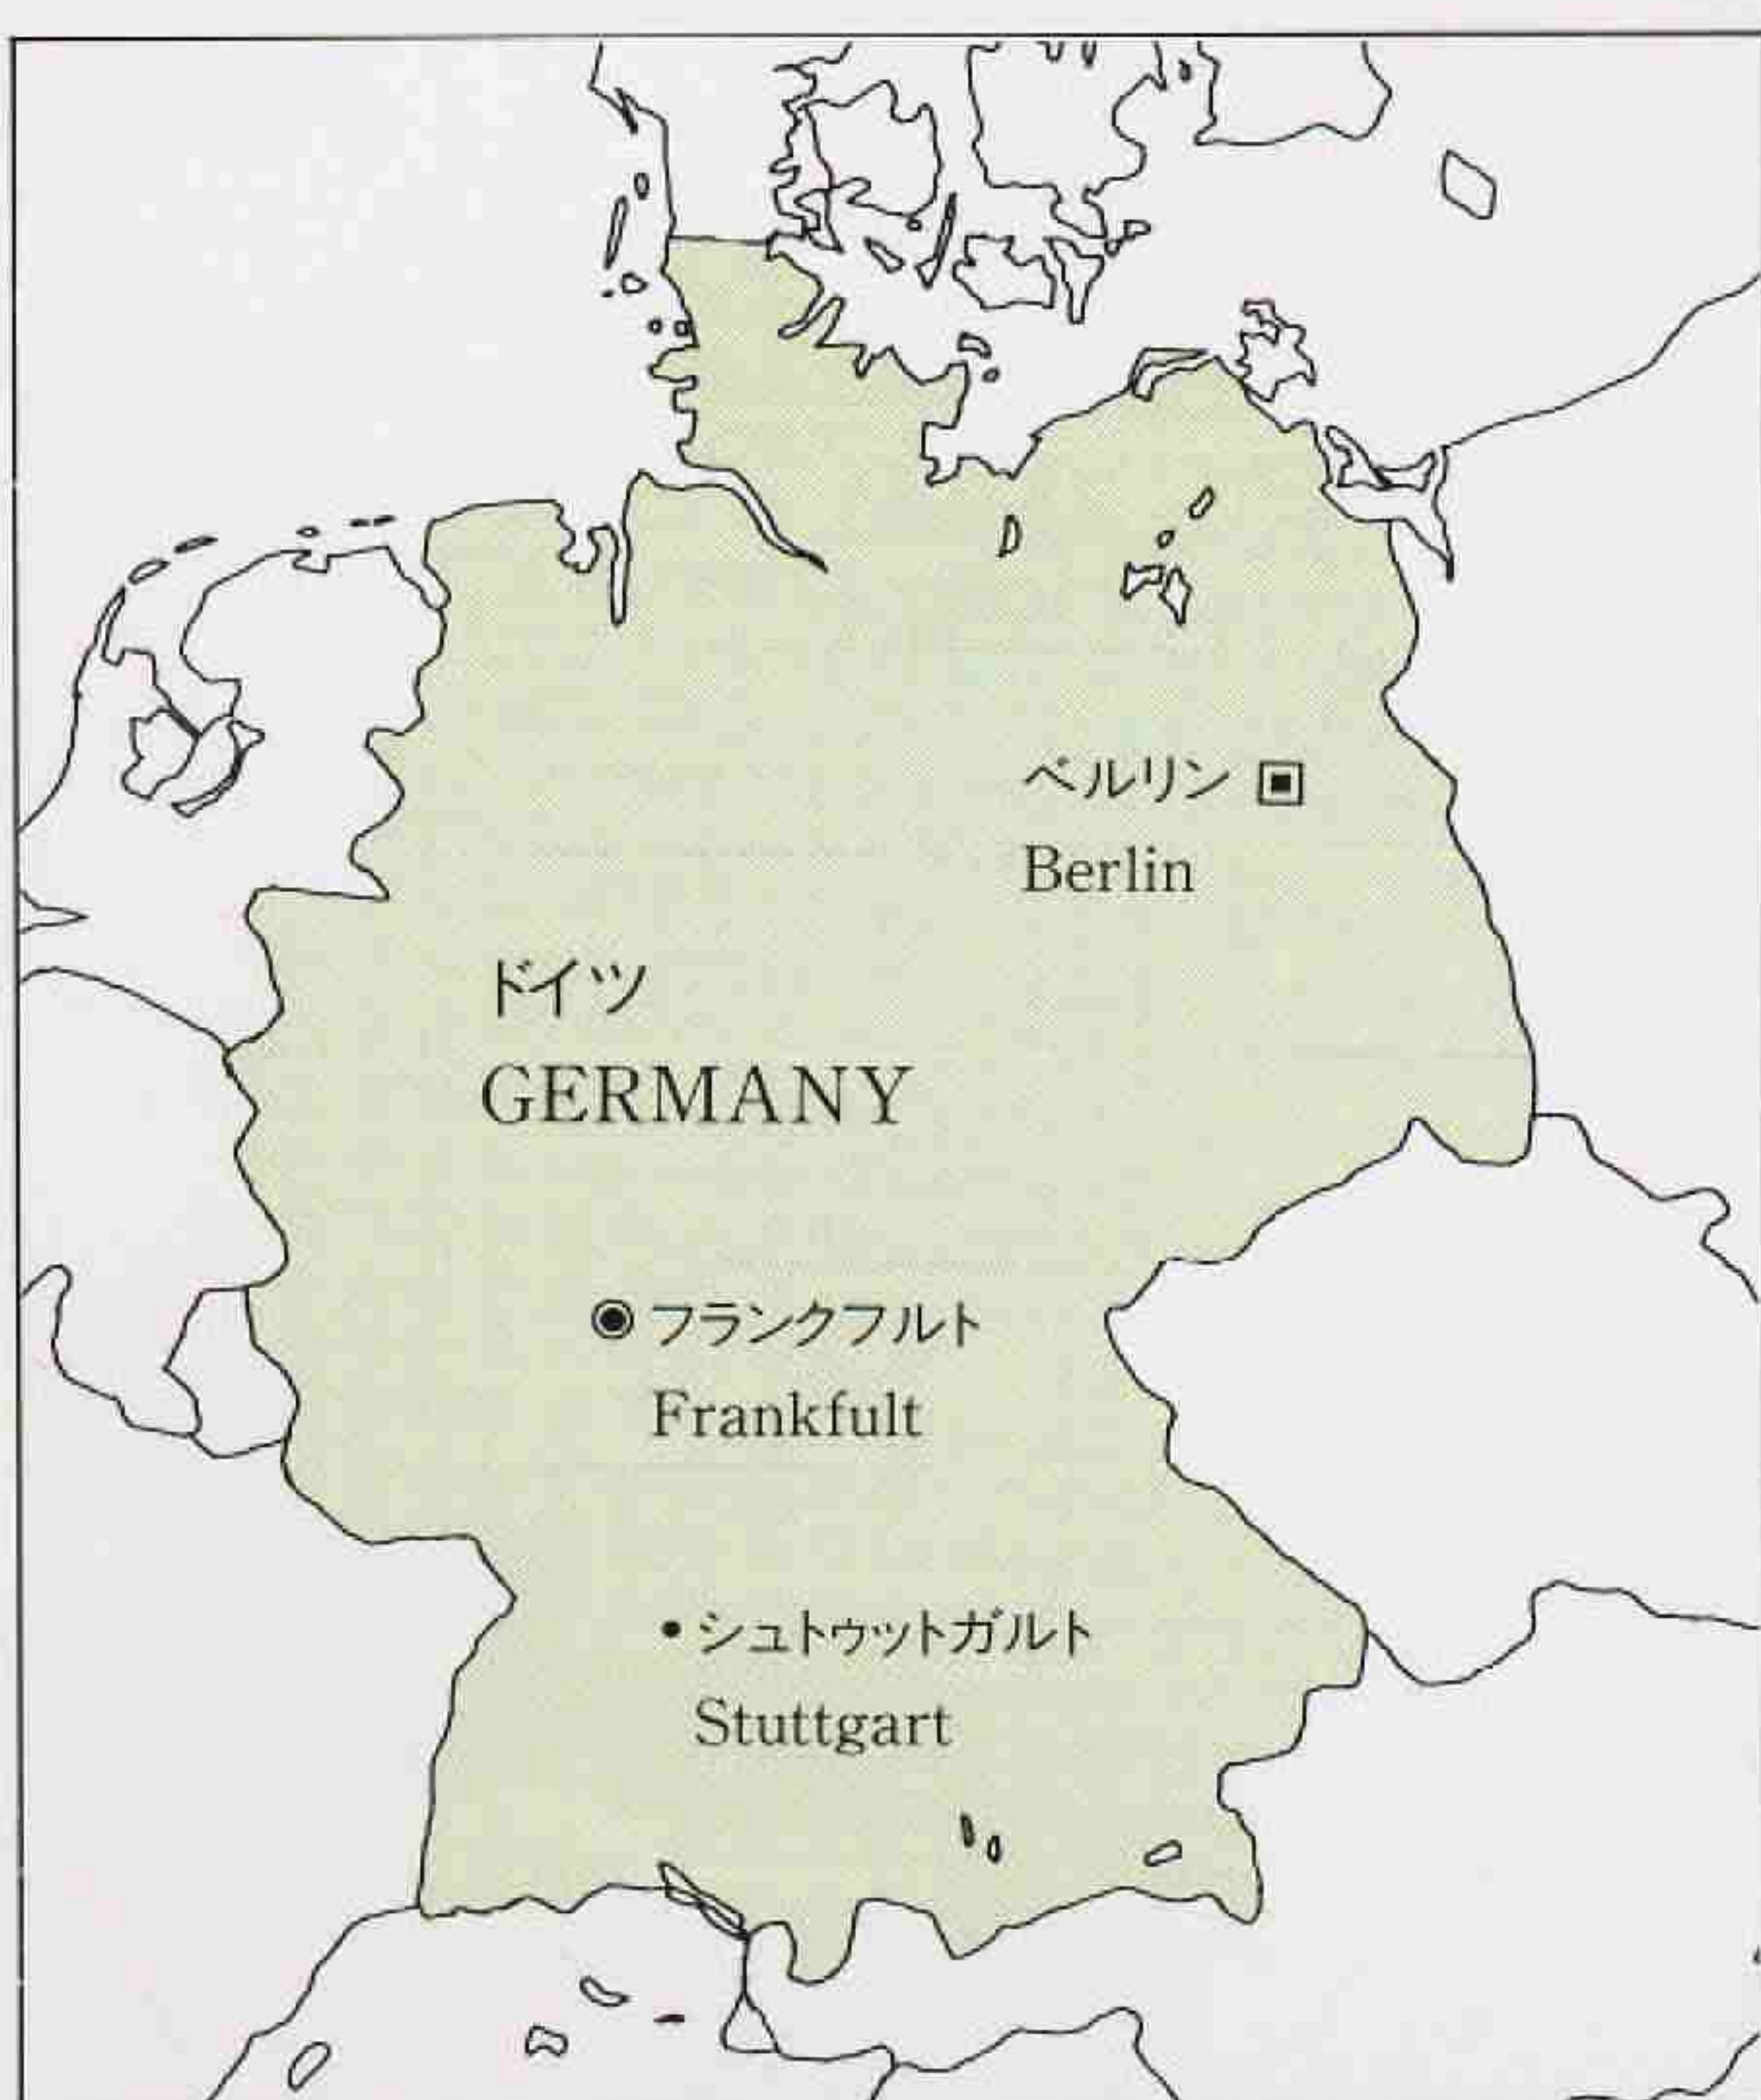 ベルリン
Berlin
ドイツ
GERMANY
フランクフルト
Frankfult
シュトゥットガルト
Stuttgart